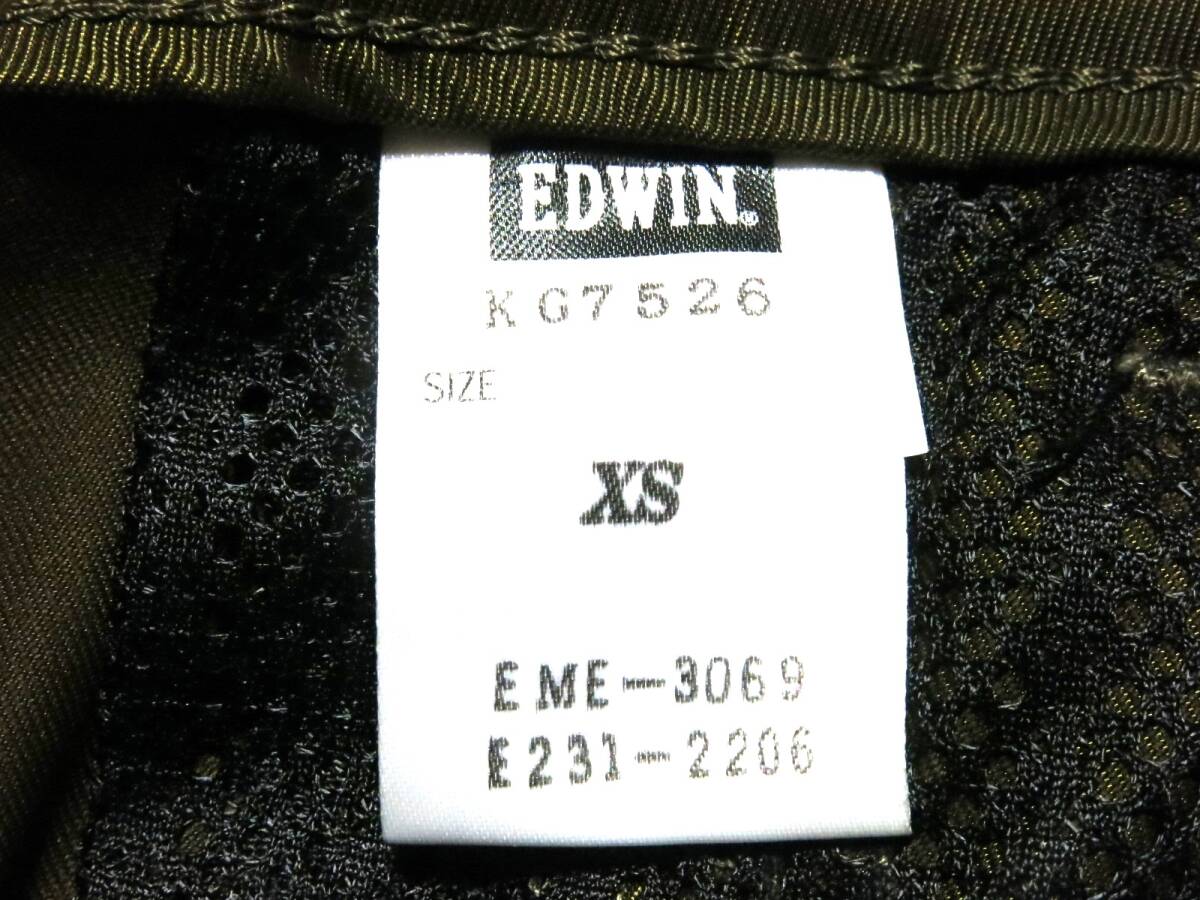 EDWIN®
KG7526
SIZE
XS
EME-3069
E231-2206